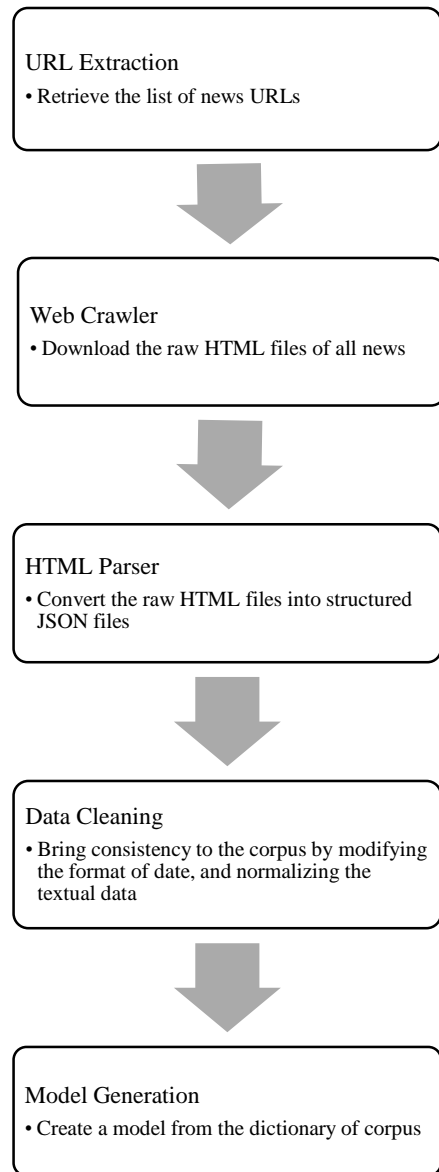 URL Extraction
• Retrieve the list of news URLs
Web Crawler
• Download the raw HTML files of all news
HTML Parser
• Convert the raw HTML files into structured
JSON files
Data Cleaning
• Bring consistency to the corpus by modifying
the format of date, and normalizing the
textual data
Model Generation
• Create a model from the dictionary of corpus